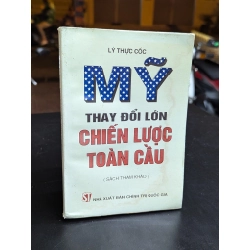 LÝ THỰC CỐC
MỸ
THAY ĐỔI LỚN
CHIẾN LƯỢC
TOÀN CẦU
(SÁCH THAM KHẢO)
ST NHÀ XUẤT BẢN CHÍNH TRỊ QUỐC GIA